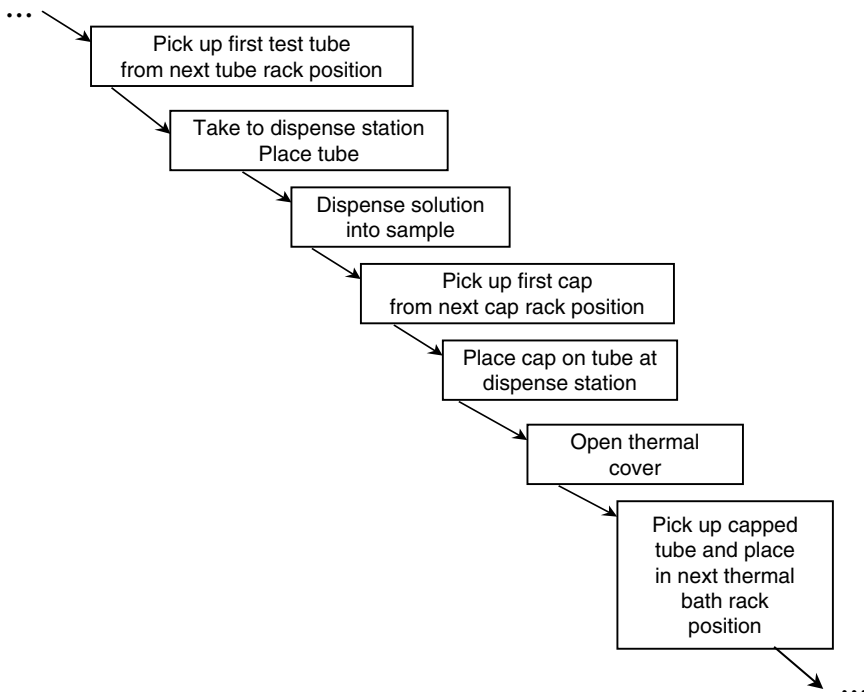 ...
Pick up first test tube
from next tube rack position
Take to dispense station
Place tube
Dispense solution
into sample
Pick up first cap
from next cap rack position
Place cap on tube at
dispense station
Open thermal
cover
Pick up capped
tube and place
in next thermal
bath rack
position
...